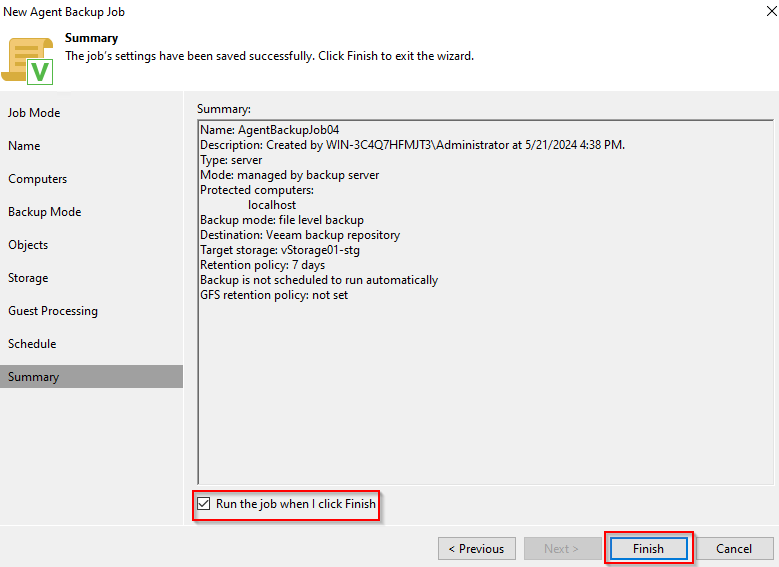 New Agent Backup Job
Summary
The job's settings have been saved successfully. Click Finish to exit the wizard.
Job Mode
Name
Computers
Backup Mode
Objects
Storage
Guest Processing
Schedule
Summary
Summary:
Name: AgentBackupJob04
Description: Created by WIN-3C4Q7HFMJT3\Administrator at 5/21/2024 4:38 PM.
Type: server
Mode: managed by backup server
Protected computers:
localhost
Backup mode: file level backup
Destination: Veeam backup repository
Target storage: vStorage01-stg
Retention policy: 7 days
Backup is not scheduled to run automatically
GFS retention policy: not set
Run the job when I click Finish
< Previous
Next >
Finish
Cancel